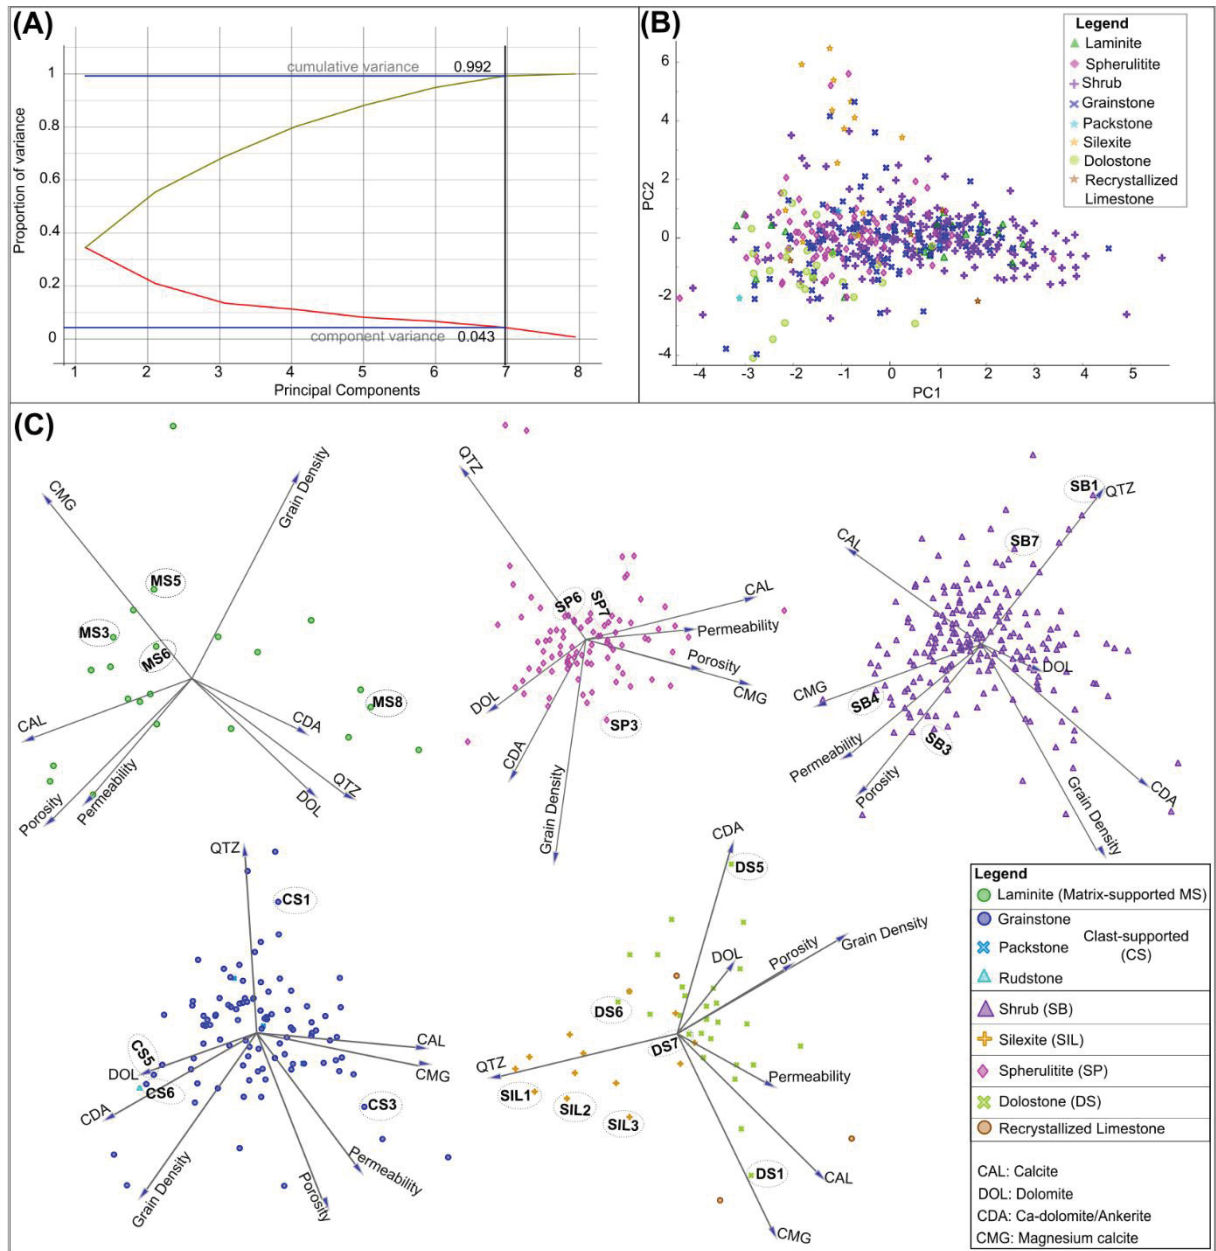 (A)
cumulative variance 0.992
1
0.8
0.6
0.4
0.2
0
component variance 0.043
Proportion of variance
1 2 3 4 5 6 7 8
Principal Components
(B)
Legend
Laminite
Spherulitite
Shrub
Grainstone
Packstone
Silexite
Dolostone
Recrystallized
Limestone
6
4
2
0
-2
-4
PC2
-4 -3 -2 -1 0 1 2 3 4 5
PC1
(C)
CMG
Grain Density
MS5
MS3
MS6
MS8
CAL
CDA
Porosity
Permeability
DOL
QTZ
QTZ
SP6
SP7
CAL
Permeability
Porosity
CMG
DOL
CDA
SP3
Grain Density
SB1
QTZ
SB7
CAL
DOL
CMG
SB4
SB3
Permeability
Porosity
CDA
Grain Density
QTZ
CS1
CS5
DOL
CS6
CDA
CAL
CMG
CS3
Grain Density
Porosity
Permeability
CDA
DS5
DOL
Porosity
Grain Density
DS6
DS7
QTZ
SIL1
SIL2
SIL3
Permeability
DS1
CAL
CMG
Legend
Laminite (Matrix-supported MS)
Grainstone
Packstone
Clast-supported
(CS)
Rudstone
Shrub (SB)
Silexite (SIL)
Spherulitite (SP)
Dolostone (DS)
Recrystallized Limestone
CAL: Calcite
DOL: Dolomite
CDA: Ca-dolomite/Ankerite
CMG: Magnesium calcite